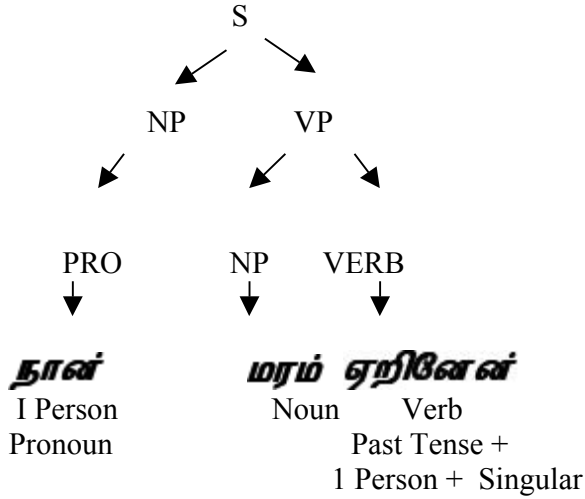 S
NP VP
PRO NP VERB
நான் மரம் ஏறினேன்
I Person Noun Verb
Pronoun Past Tense +
1 Person + Singular